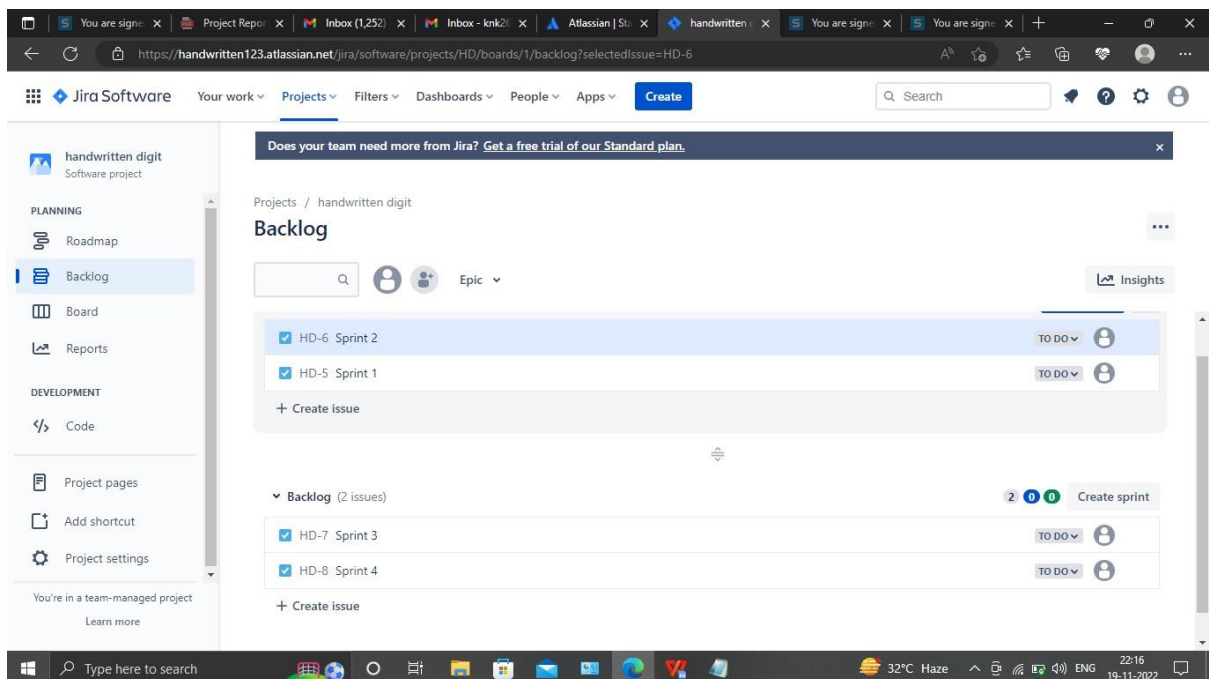 You are signe
Project Repor
Inbox (1,252)
Inbox - knk26
Atlassian | Sta
handwritten d
You are signe
You are signe
https://handwritten123.atlassian.net/jira/software/projects/HD/boards/1/backlog?selectedIssue=HD-6
Jira Software Your work Projects Filters Dashboards People Apps Create Search
handwritten digit
Software project
PLANNING
Roadmap
Backlog
Board
Reports
DEVELOPMENT
Code
Project pages
Add shortcut
Project settings
You're in a team-managed project
Learn more
Does your team need more from Jira? Get a free trial of our Standard plan.
Projects / handwritten digit
Backlog
Epic
Insights
HD-6 Sprint 2 TO DO
HD-5 Sprint 1 TO DO
+ Create issue
Backlog (2 issues) 2 0 0 Create sprint
HD-7 Sprint 3 TO DO
HD-8 Sprint 4 TO DO
+ Create issue
Type here to search
32°C Haze
ENG
22:16
19-11-2022